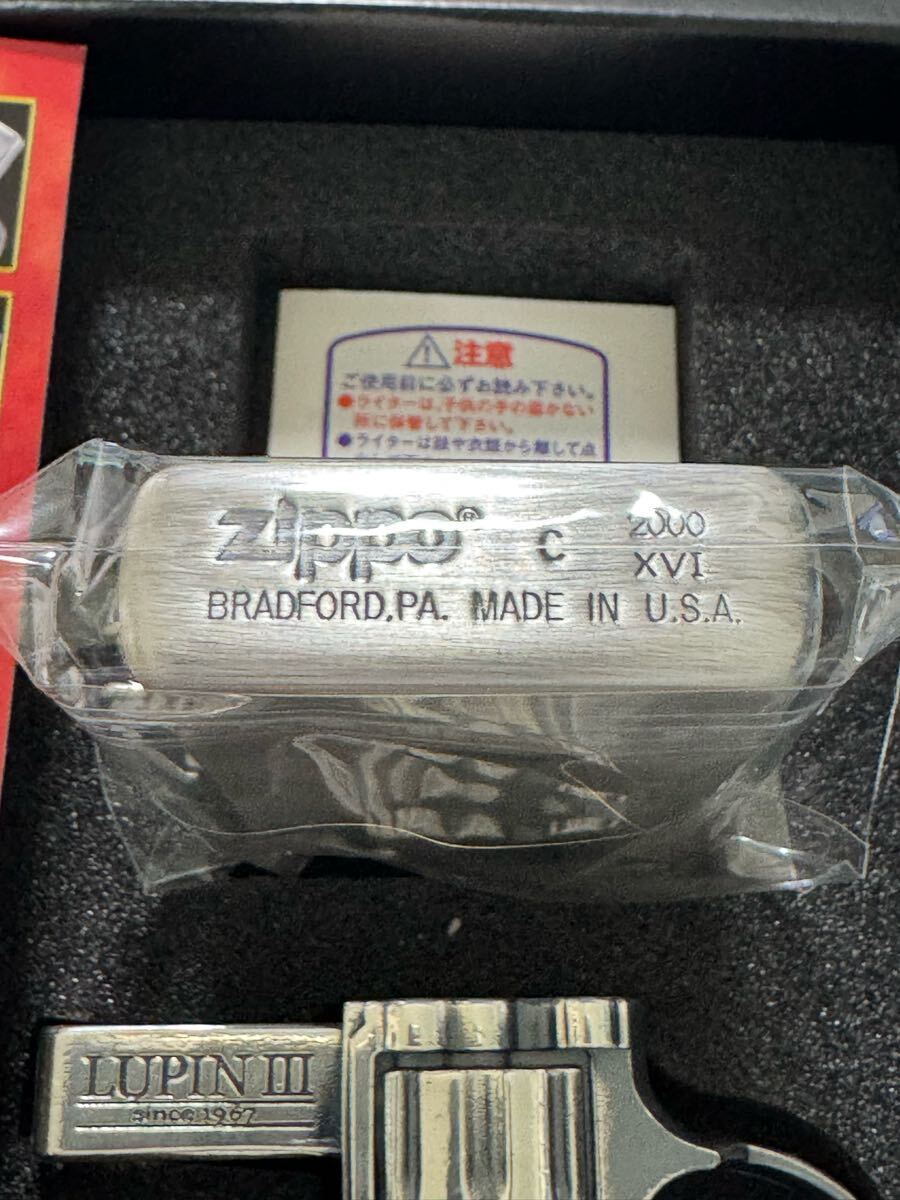 ⚠注意
ご使用前に必ずお読み下さい。
●ライターは、子供の手の届かない
所に保管して下さい。
●ライターは顔や衣類から離して点
zippo® C 2000
XVI
BRADFORD,PA. MADE IN U.S.A.
LUPIN III
since 1967